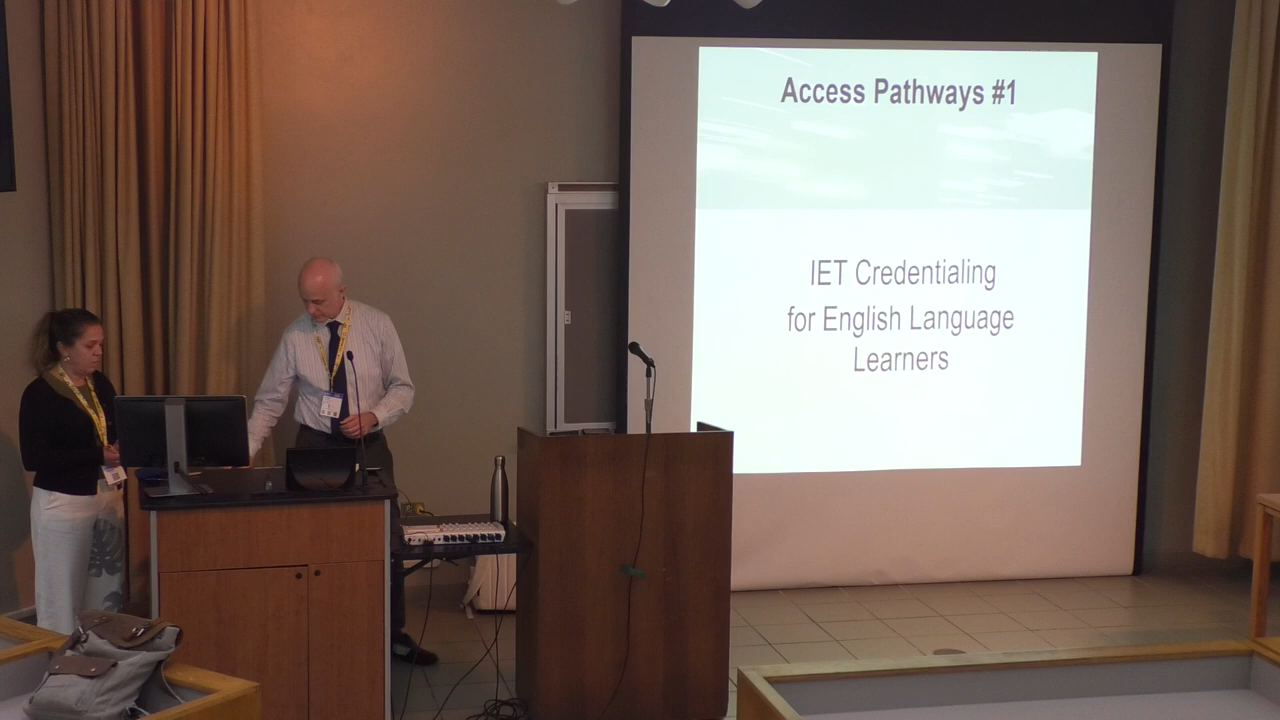 Access Pathways #1
IET Credentialing
for English Language
Learners